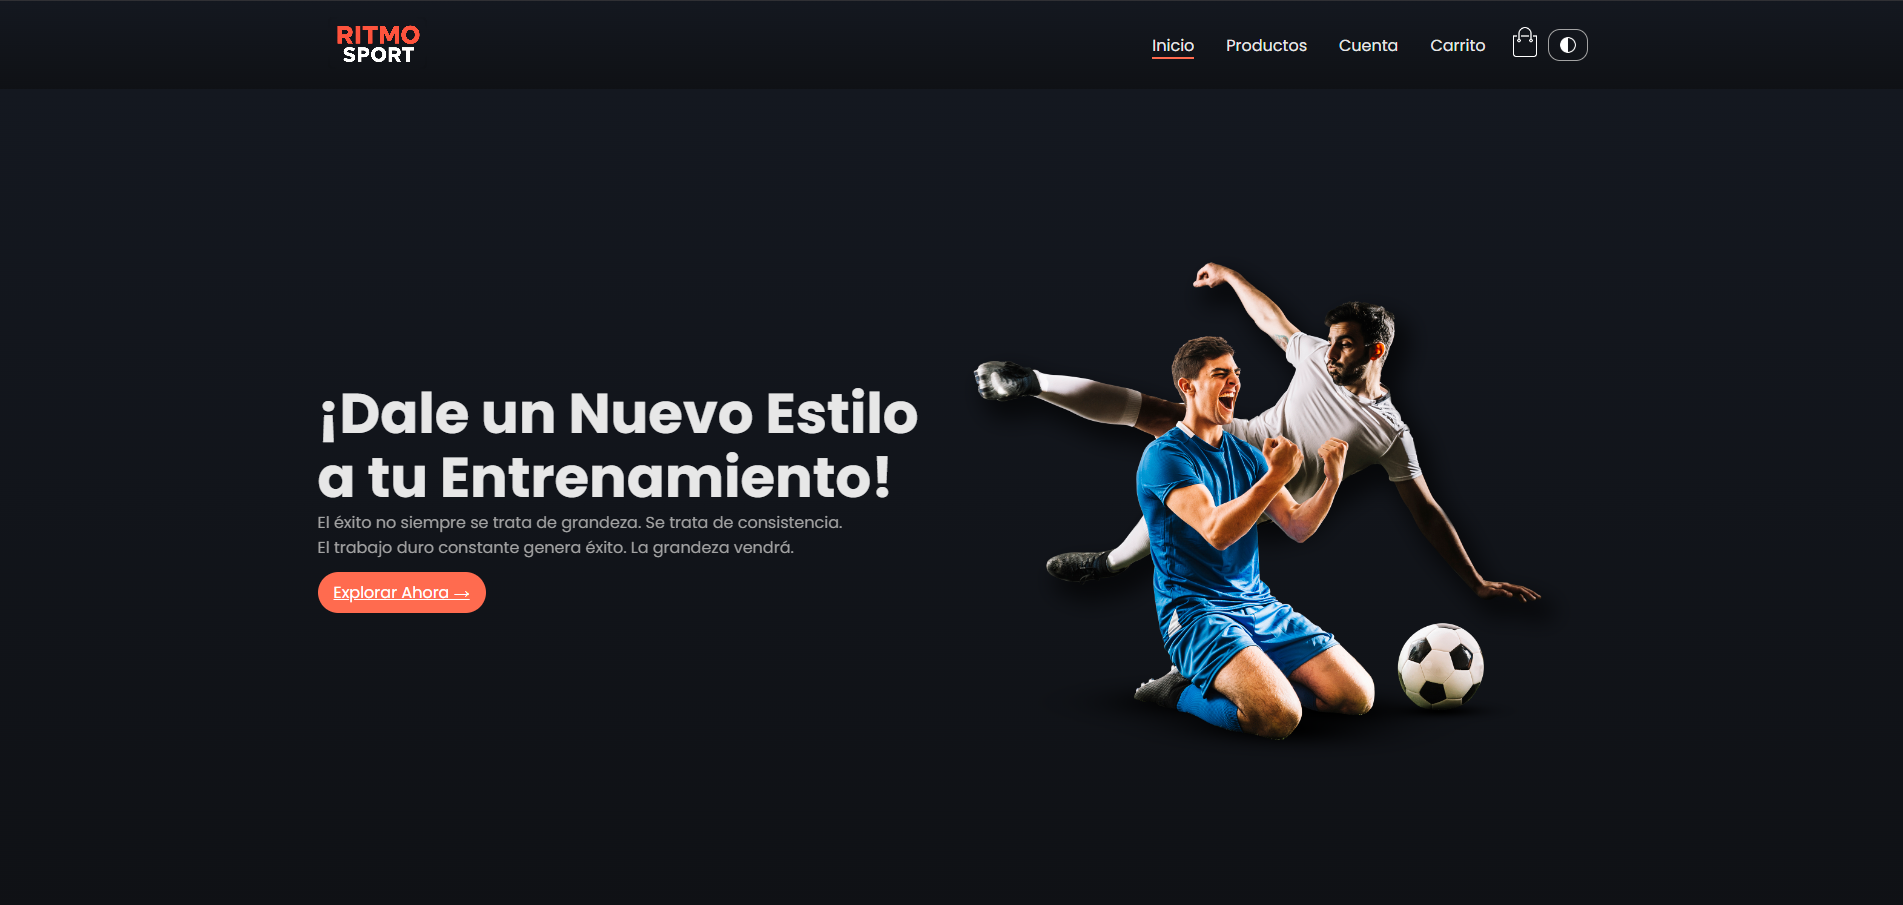 RITMO
SPORT
Inicio Productos Cuenta Carrito
¡Dale un Nuevo Estilo
a tu Entrenamiento!
El éxito no siempre se trata de grandeza. Se trata de consistencia.
El trabajo duro constante genera éxito. La grandeza vendrá.
Explorar Ahora →